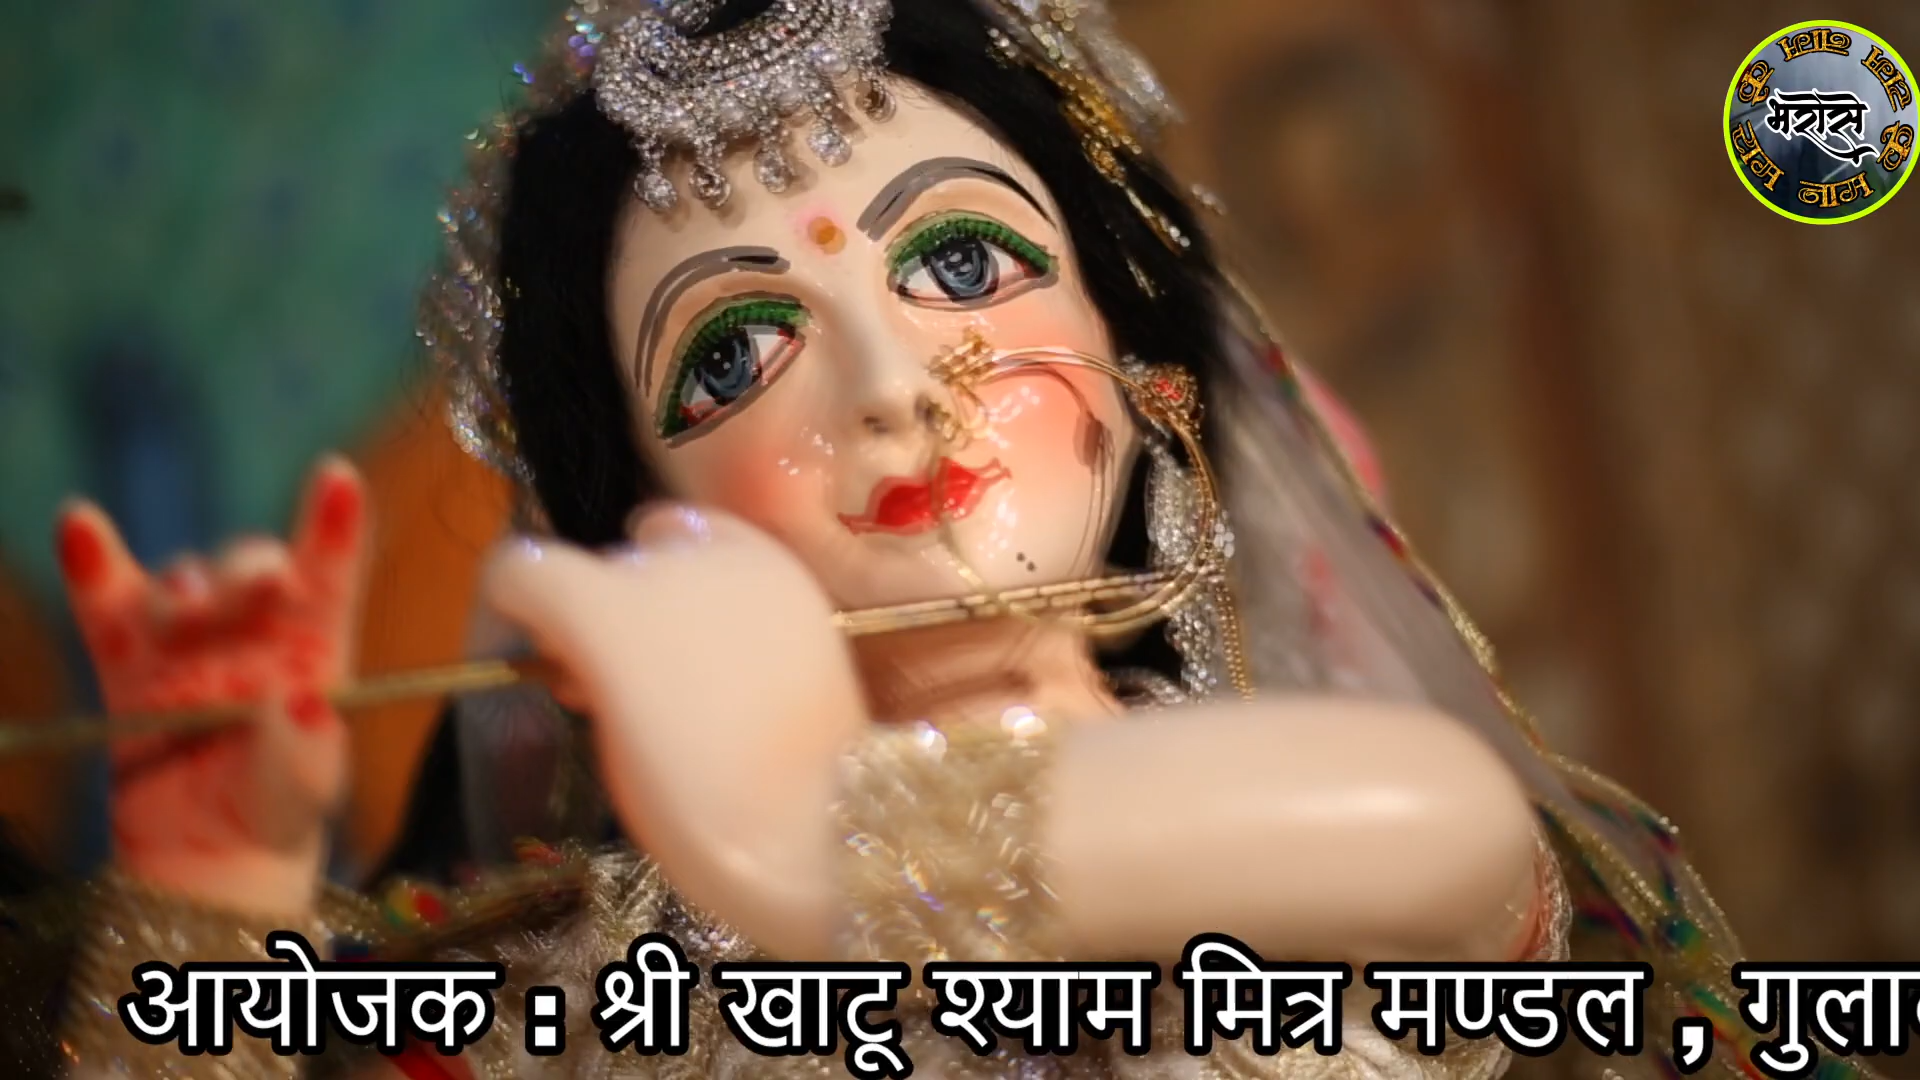 भरोसे
के
राम नाम के
आयोजक : श्री खाटू श्याम मित्र मण्डल ,